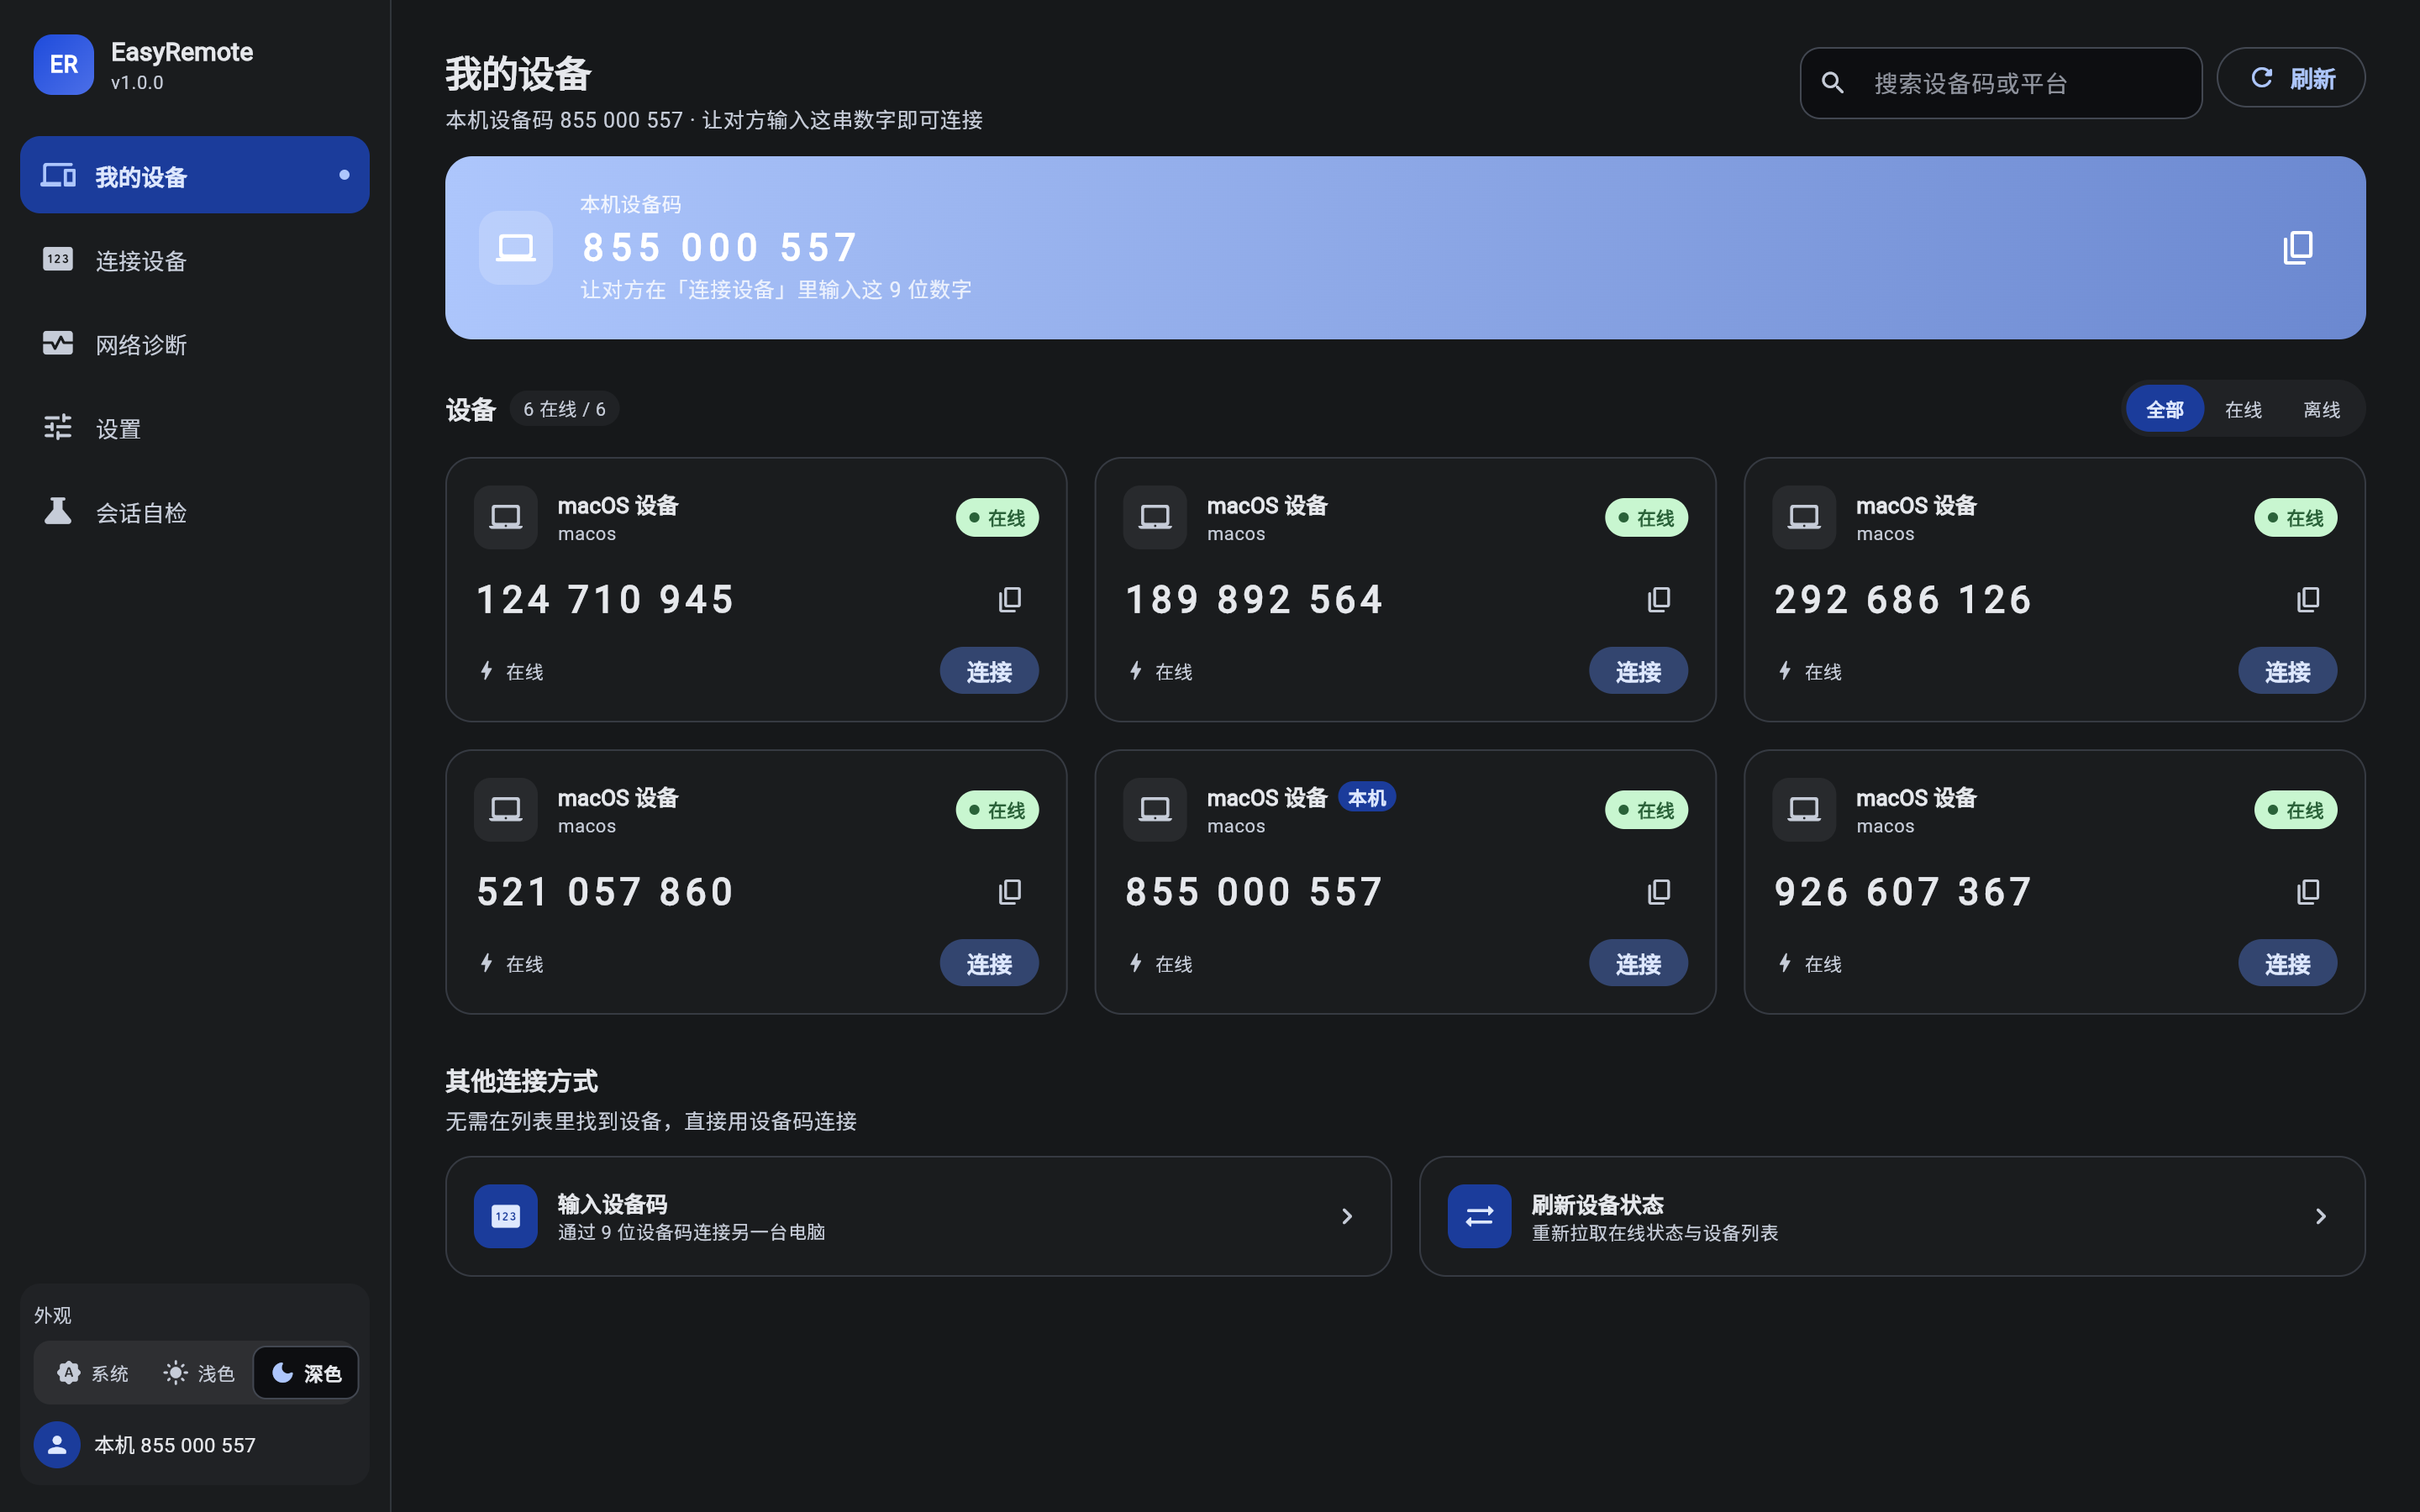 ER
EasyRemote
v1.0.0
我的设备
123
连接设备
网络诊断
设置
会话自检
外观
A 系统
浅色
深色
本机 855 000 557
我的设备
本机设备码 855 000 557 · 让对方输入这串数字即可连接
搜索设备码或平台
刷新
本机设备码
855 000 557
让对方在「连接设备」里输入这 9 位数字
设备
6 在线 / 6
全部
在线
离线
macOS 设备
macos
在线
124 710 945
在线
连接
macOS 设备
macos
在线
189 892 564
在线
连接
macOS 设备
macos
在线
292 686 126
在线
连接
macOS 设备
macos
在线
521 057 860
在线
连接
macOS 设备
本机
macos
在线
855 000 557
在线
连接
macOS 设备
macos
在线
926 607 367
在线
连接
其他连接方式
无需在列表里找到设备，直接用设备码连接
123
输入设备码
通过 9 位设备码连接另一台电脑
刷新设备状态
重新拉取在线状态与设备列表